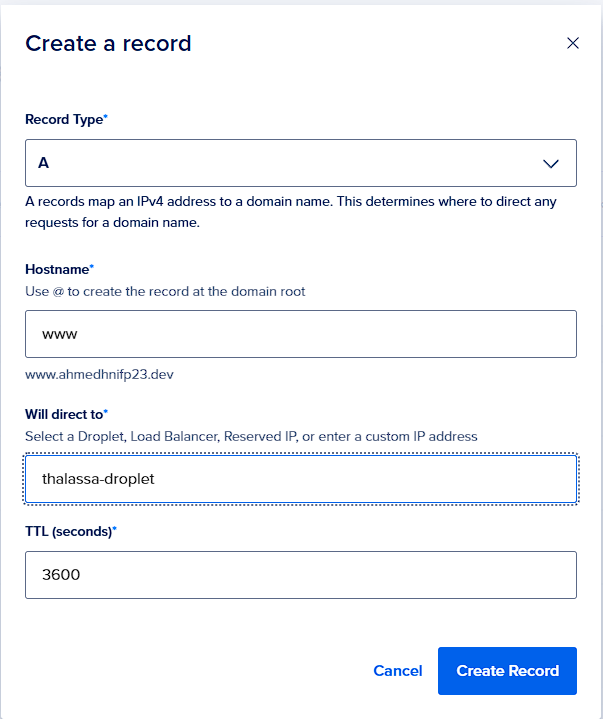 Create a record
Record Type*
A
A records map an IPv4 address to a domain name. This determines where to direct any
requests for a domain name.
Hostname*
Use @ to create the record at the domain root
www
www.ahmedhnifp23.dev
Will direct to*
Select a Droplet, Load Balancer, Reserved IP, or enter a custom IP address
thalassa-droplet
TTL (seconds)*
3600
Cancel Create Record